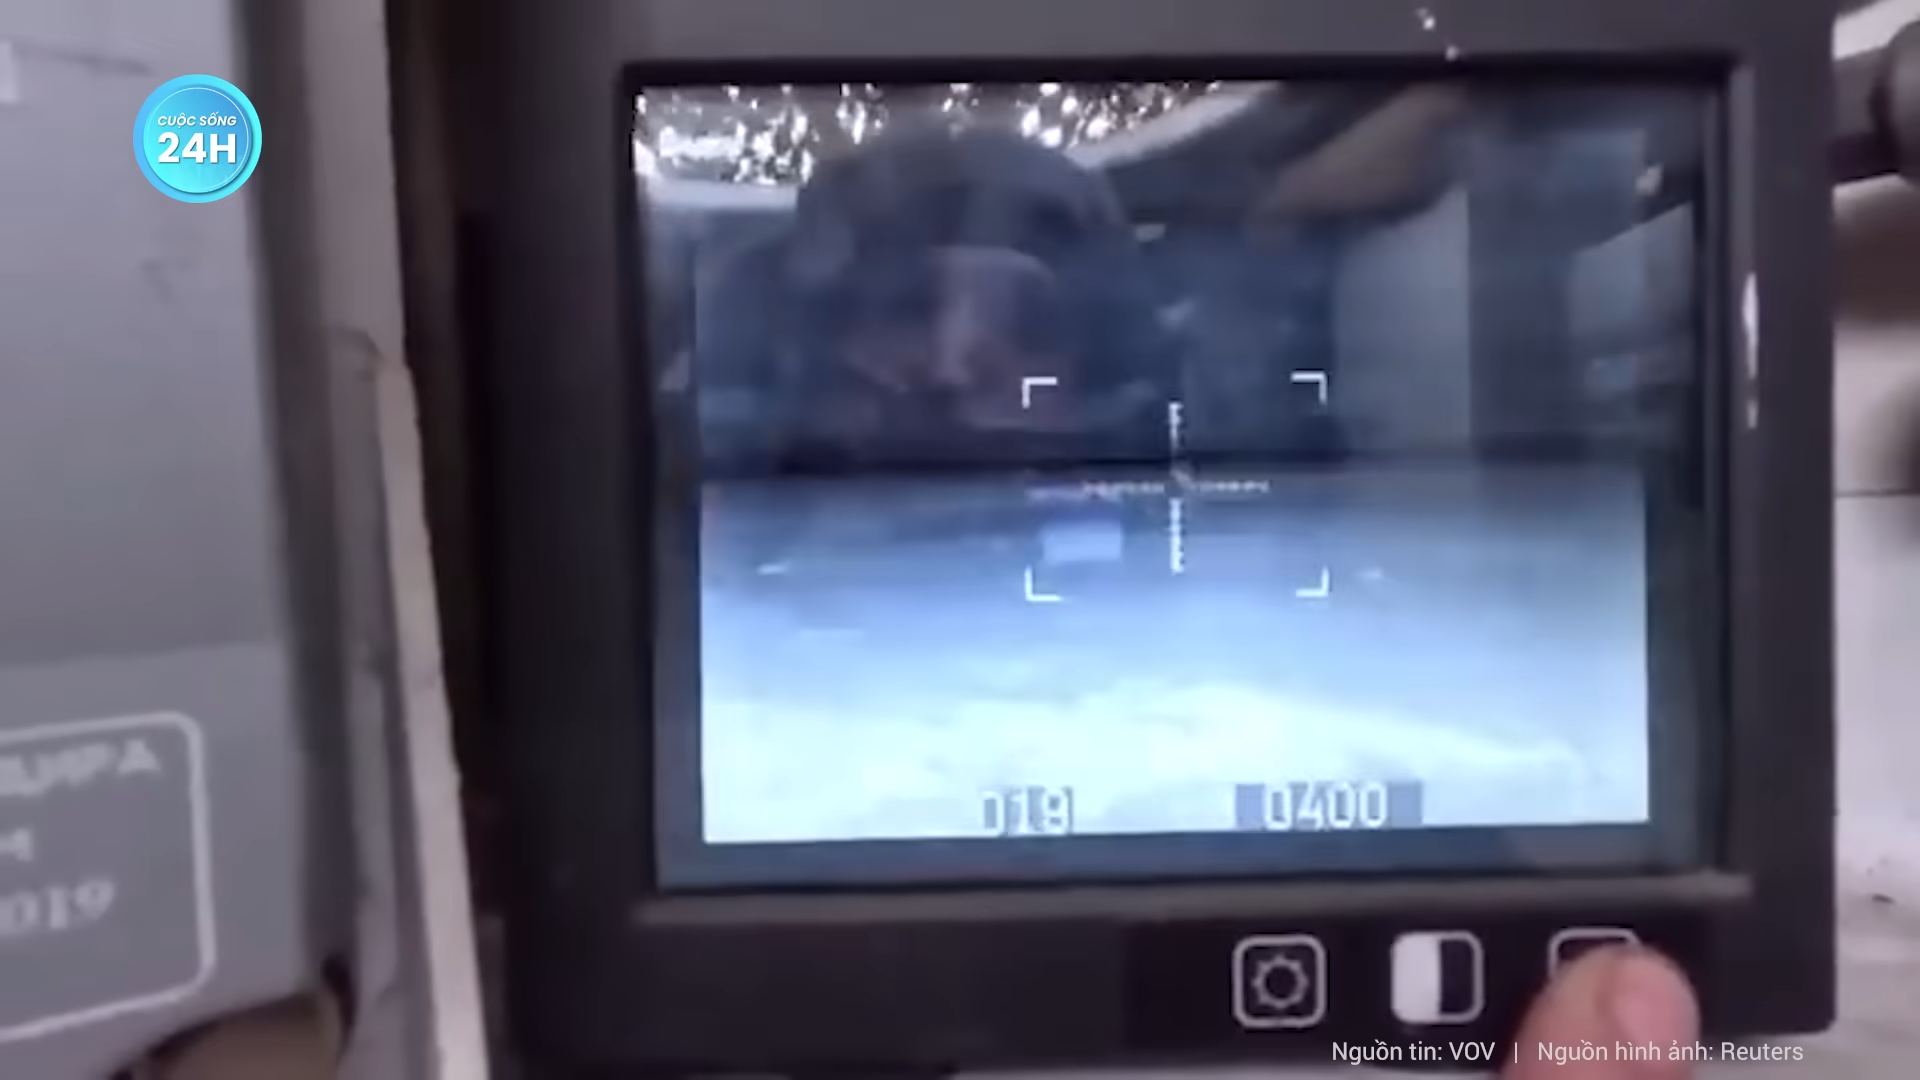 CUỘC SỐNG
24H
019
0400
Nguồn tin: VOV | Nguồn hình ảnh: Reuters